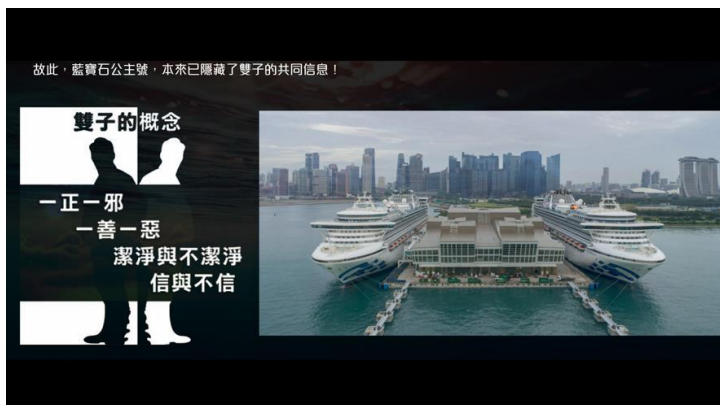 故此，藍寶石公主號，本來已隱藏了雙子的共同信息！
雙子的概念
一正一邪
一善一惡
潔淨與不潔淨
信與不信